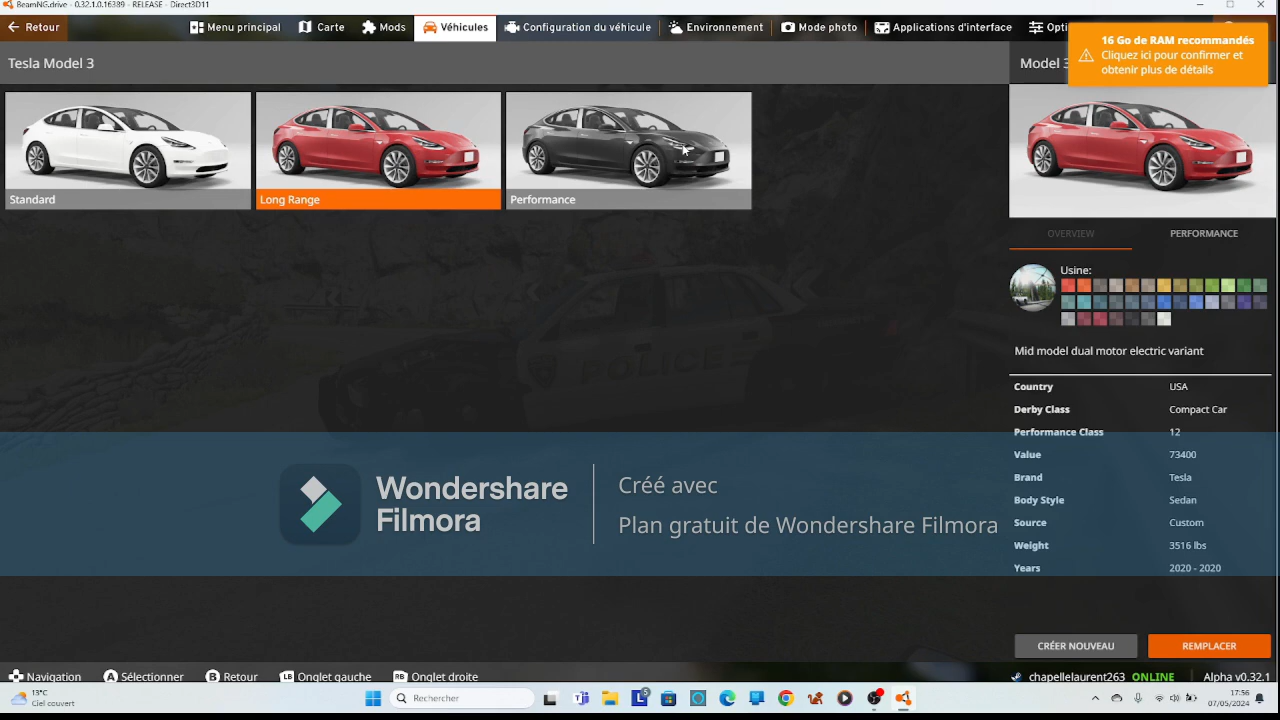 BeamNG.drive - 0.32.1.0.16389 - RELEASE - Direct3D11
Retour
Menu principal
Carte
Mods
Véhicules
Configuration du véhicule
Environnement
Mode photo
Applications d'interface
Opti
16 Go de RAM recommandés
Cliquez ici pour confirmer et
obtenir plus de détails
Tesla Model 3
Model 3
Standard
Long Range
Performance
OVERVIEW
PERFORMANCE
Usine:
Mid model dual motor electric variant
Country USA
Derby Class Compact Car
Performance Class 12
Value 73400
Brand Tesla
Body Style Sedan
Source Custom
Weight 3516 lbs
Years 2020 - 2020
POLICE
Wondershare
Filmora
Créé avec
Plan gratuit de Wondershare Filmora
CRÉER NOUVEAU
REMPLACER
Navigation
A Sélectionner
B Retour
LB Onglet gauche
RB Onglet droite
chapellelaurent263 ONLINE
Alpha v0.32.1
13°C
Ciel couvert
Rechercher
5
17:56
07/05/2024